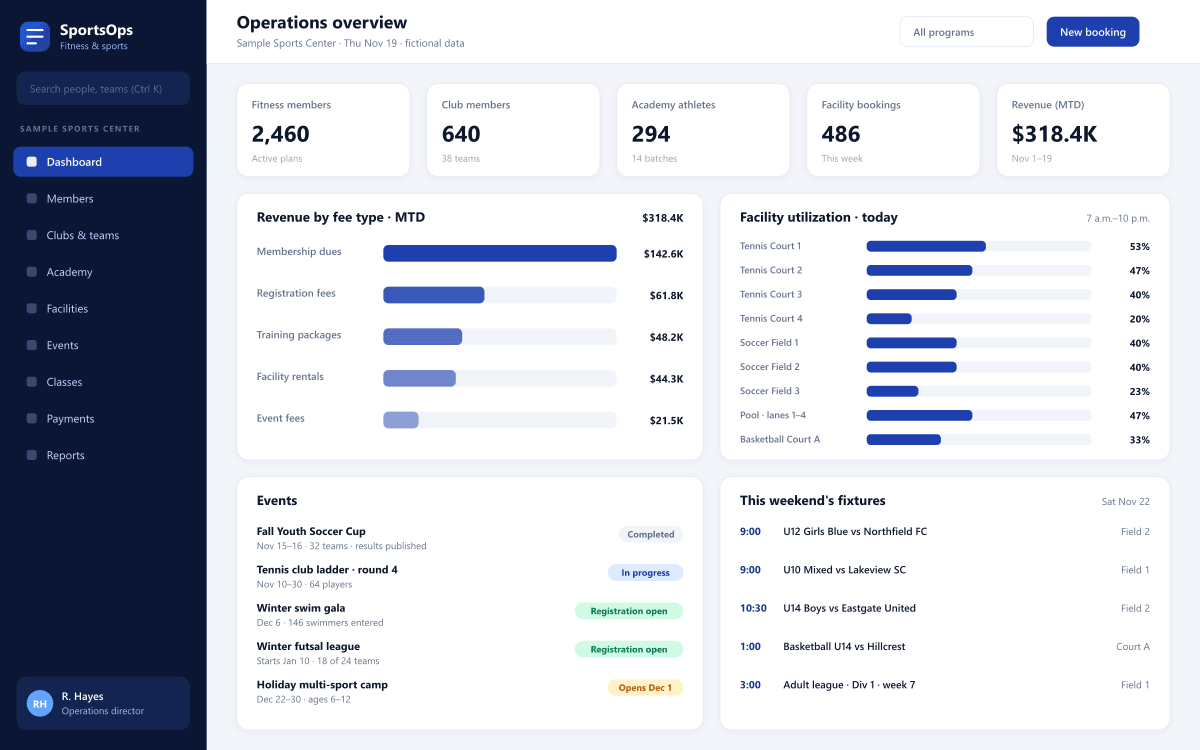 SportsOps
Fitness & sports
Search people, teams (Ctrl K)
SAMPLE SPORTS CENTER
Dashboard
Members
Clubs & teams
Academy
Facilities
Events
Classes
Payments
Reports
RH
R. Hayes
Operations director
Operations overview
Sample Sports Center · Thu Nov 19 · fictional data
All programs
New booking
Fitness members
2,460
Active plans
Club members
640
38 teams
Academy athletes
294
14 batches
Facility bookings
486
This week
Revenue (MTD)
$318.4K
Nov 1–19
Revenue by fee type · MTD $318.4K
Membership dues $142.6K
Registration fees $61.8K
Training packages $48.2K
Facility rentals $44.3K
Event fees $21.5K
Facility utilization · today 7 a.m.–10 p.m.
Tennis Court 1 53%
Tennis Court 2 47%
Tennis Court 3 40%
Tennis Court 4 20%
Soccer Field 1 40%
Soccer Field 2 40%
Soccer Field 3 23%
Pool · lanes 1–4 47%
Basketball Court A 33%
Events
Fall Youth Soccer Cup Completed
Nov 15–16 · 32 teams · results published
Tennis club ladder · round 4 In progress
Nov 10–30 · 64 players
Winter swim gala Registration open
Dec 6 · 146 swimmers entered
Winter futsal league Registration open
Starts Jan 10 · 18 of 24 teams
Holiday multi-sport camp Opens Dec 1
Dec 22–30 · ages 6–12
This weekend's fixtures Sat Nov 22
9:00 U12 Girls Blue vs Northfield FC Field 2
9:00 U10 Mixed vs Lakeview SC Field 1
10:30 U14 Boys vs Eastgate United Field 2
1:00 Basketball U14 vs Hillcrest Court A
3:00 Adult league · Div 1 · week 7 Field 1